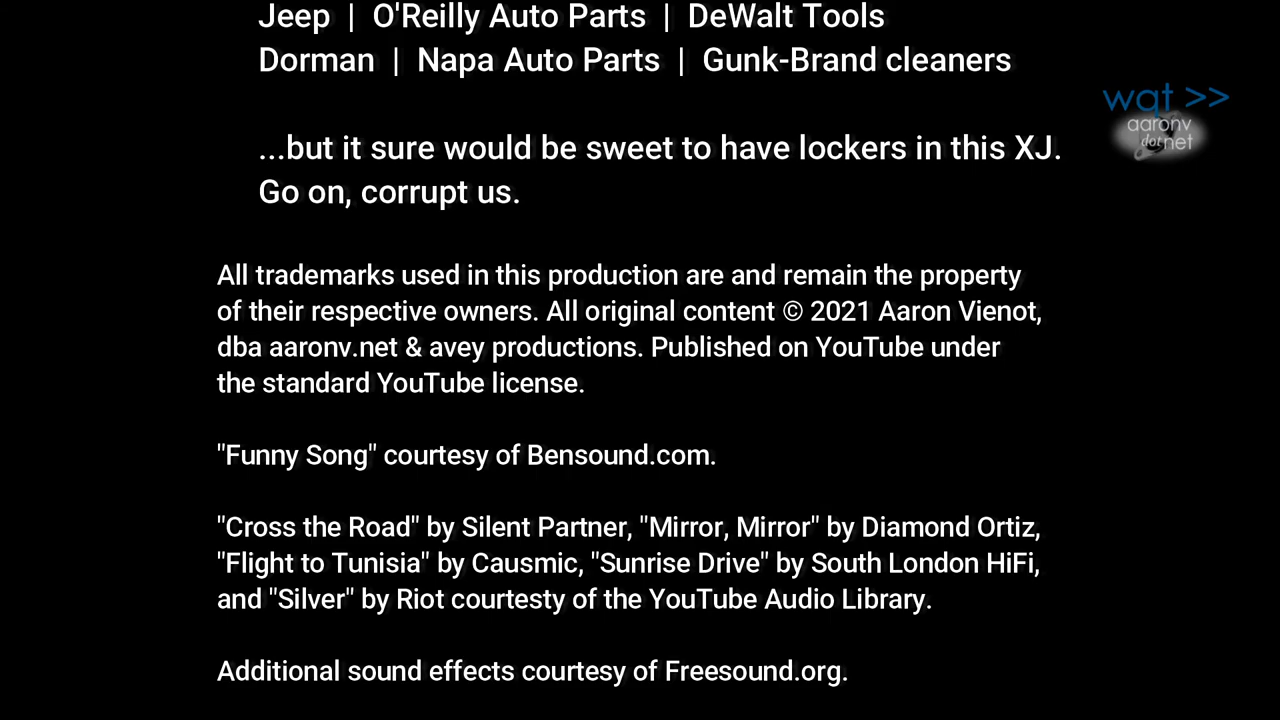 Jeep | O'Reilly Auto Parts | DeWalt Tools
Dorman | Napa Auto Parts | Gunk-Brand cleaners
wqt >>
aaronv
dot net
...but it sure would be sweet to have lockers in this XJ.
Go on, corrupt us.
All trademarks used in this production are and remain the property
of their respective owners. All original content © 2021 Aaron Vienot,
dba aaronv.net & avey productions. Published on YouTube under
the standard YouTube license.
"Funny Song" courtesy of Bensound.com.
"Cross the Road" by Silent Partner, "Mirror, Mirror" by Diamond Ortiz,
"Flight to Tunisia" by Causmic, "Sunrise Drive" by South London HiFi,
and "Silver" by Riot courtesty of the YouTube Audio Library.
Additional sound effects courtesy of Freesound.org.